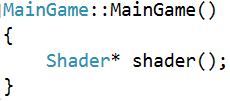 MainGame::MainGame()
{
    Shader* shader();
}